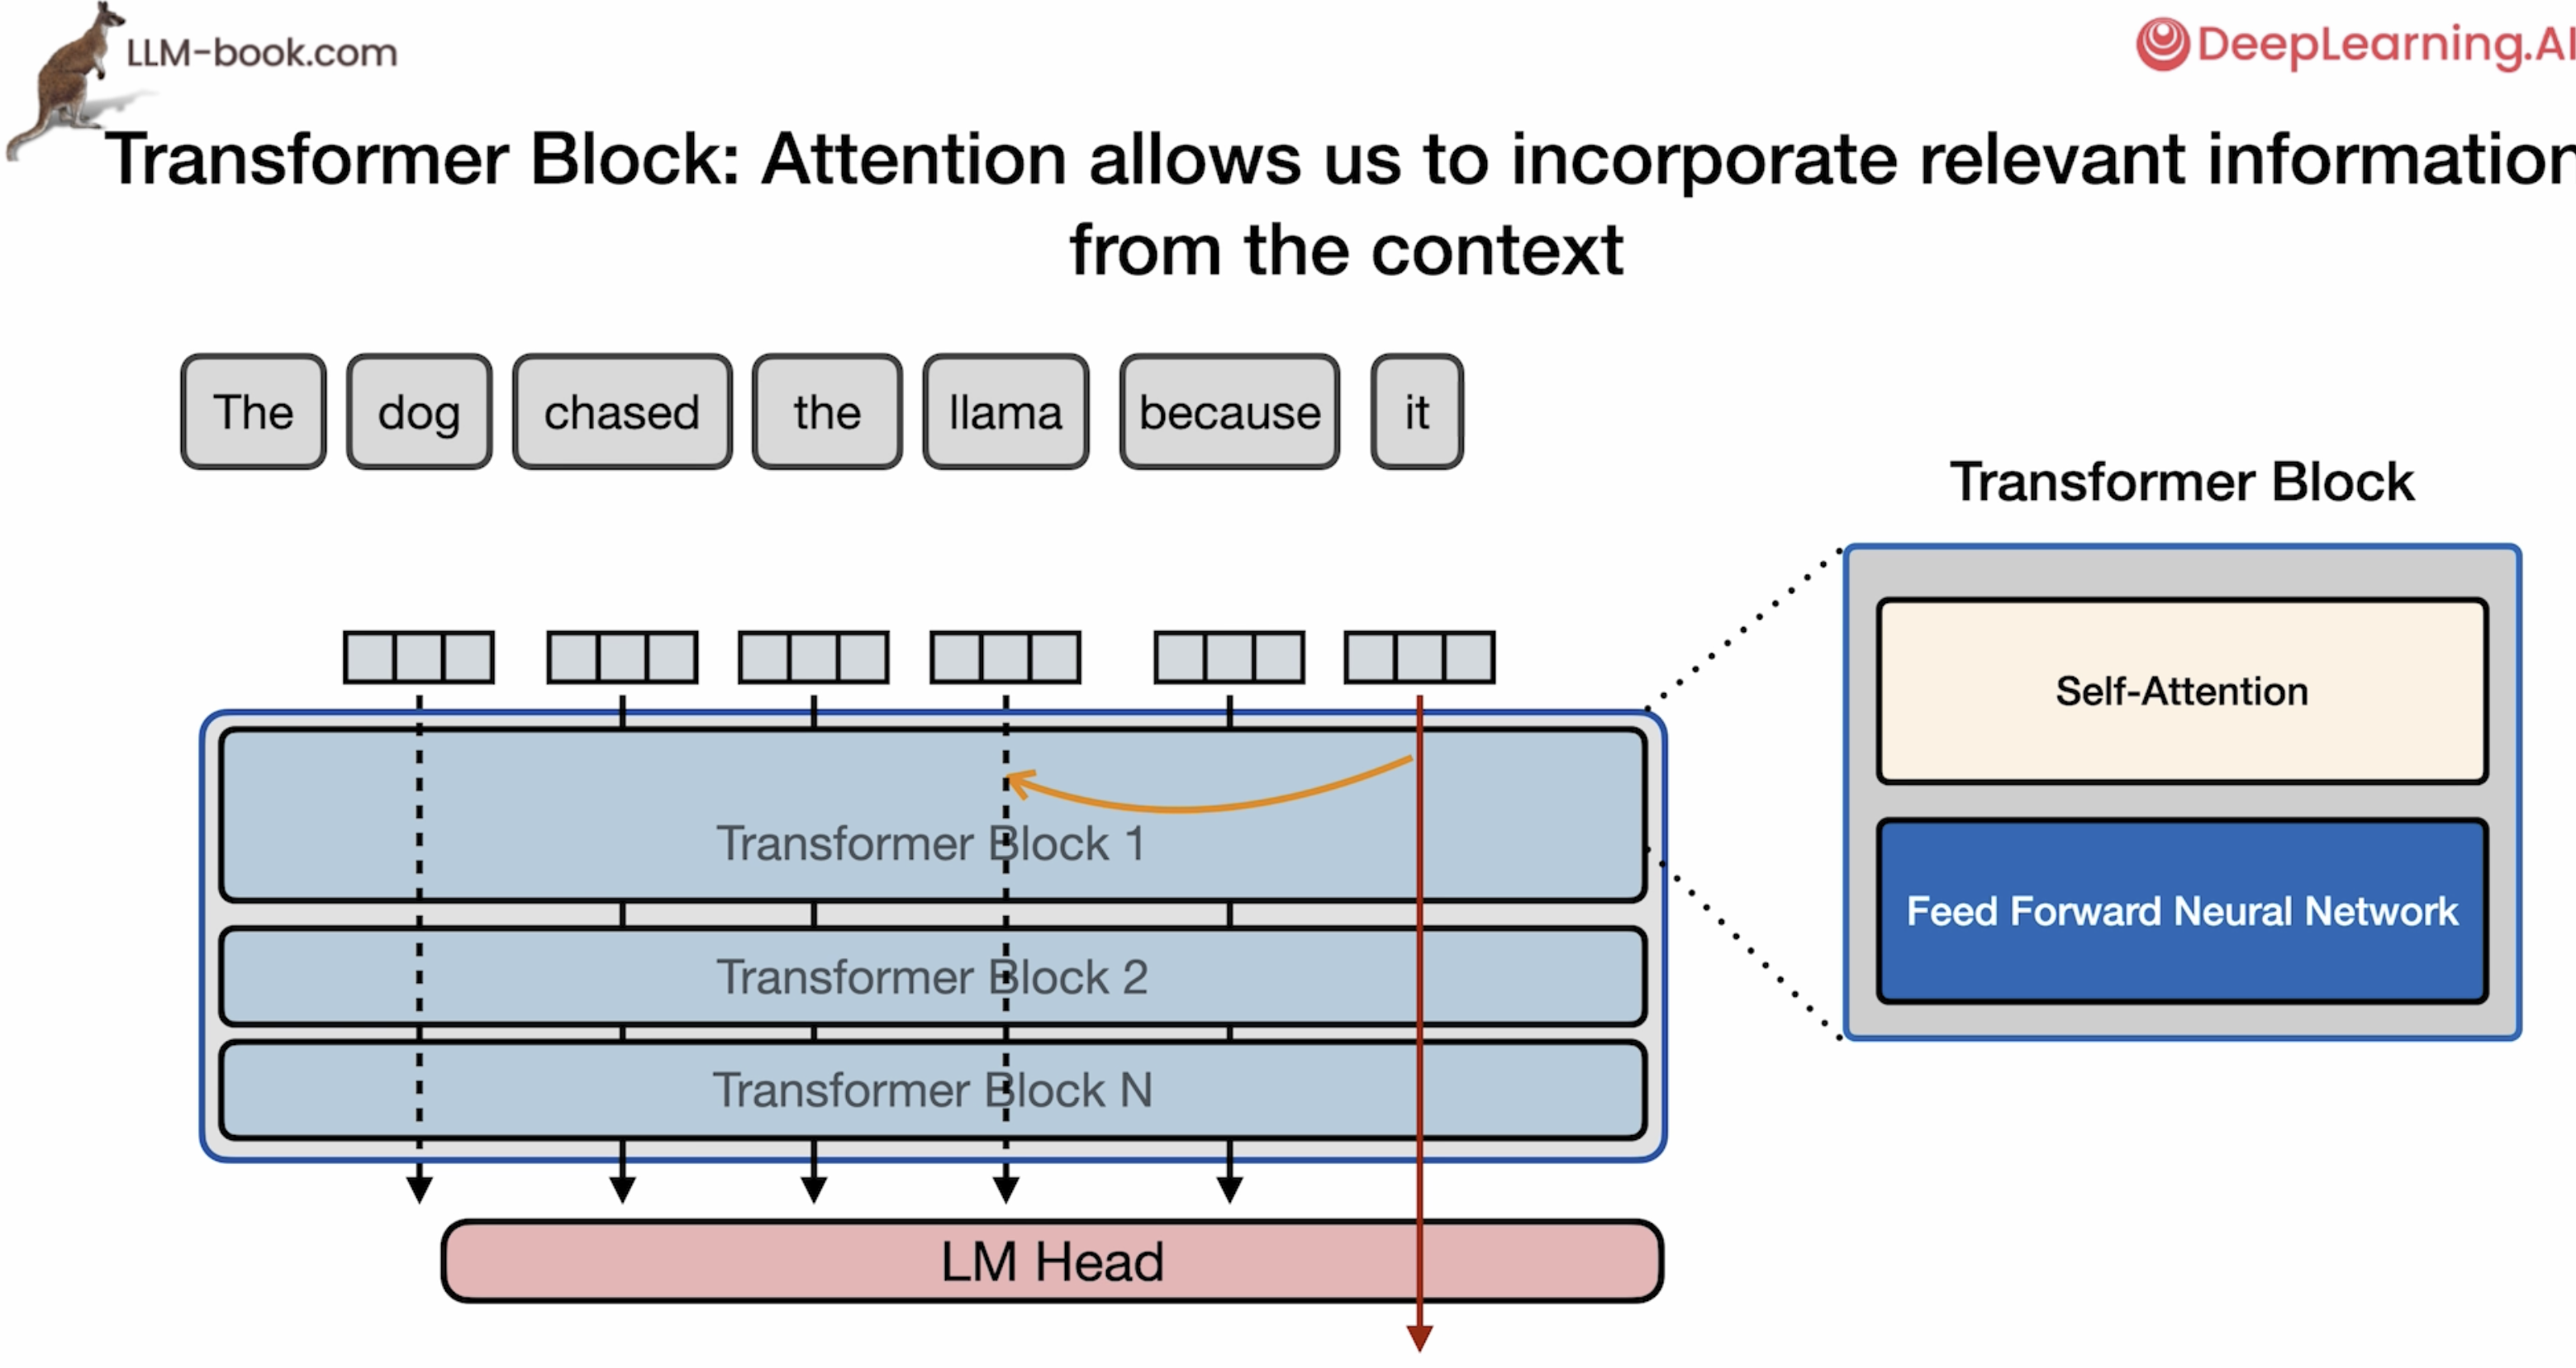 LLM-book.com
DeepLearning.AI
Transformer Block: Attention allows us to incorporate relevant information
from the context
The dog chased the llama because it
Transformer Block
Self-Attention
Feed Forward Neural Network
Transformer Block 1
Transformer Block 2
Transformer Block N
LM Head